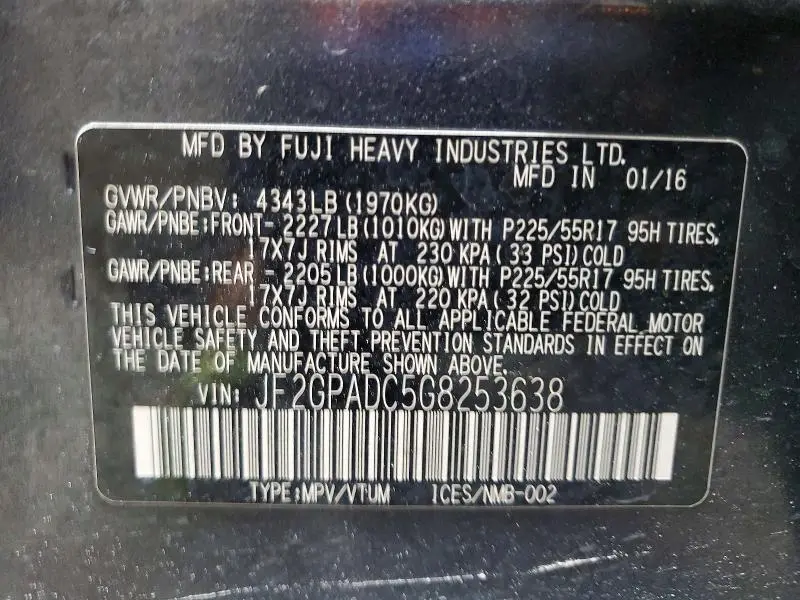 MFD BY FUJI HEAVY INDUSTRIES LTD.
MFD IN 01/16
GVWR/PNBV: 4343LB(1970KG)
GAWR/PNBE:FRONT- 2227LB(1010KG)WITH P225/55R17 95H TIRES,
17X7J RIMS AT 230 KPA(33 PSI)COLD
GAWR/PNBE:REAR - 2205LB(1000KG)WITH P225/55R17 95H TIRES,
17X7J RIMS AT 220 KPA(32 PSI)COLD
THIS VEHICLE CONFORMS TO ALL APPLICABLE FEDERAL MOTOR
VEHICLE SAFETY AND THEFT PREVENTION STANDARDS IN EFFECT ON
THE DATE OF MANUFACTURE SHOWN ABOVE.
VIN: JF2GPADC5G8253638
TYPE:MPV/VTUM ICES/NMB-002